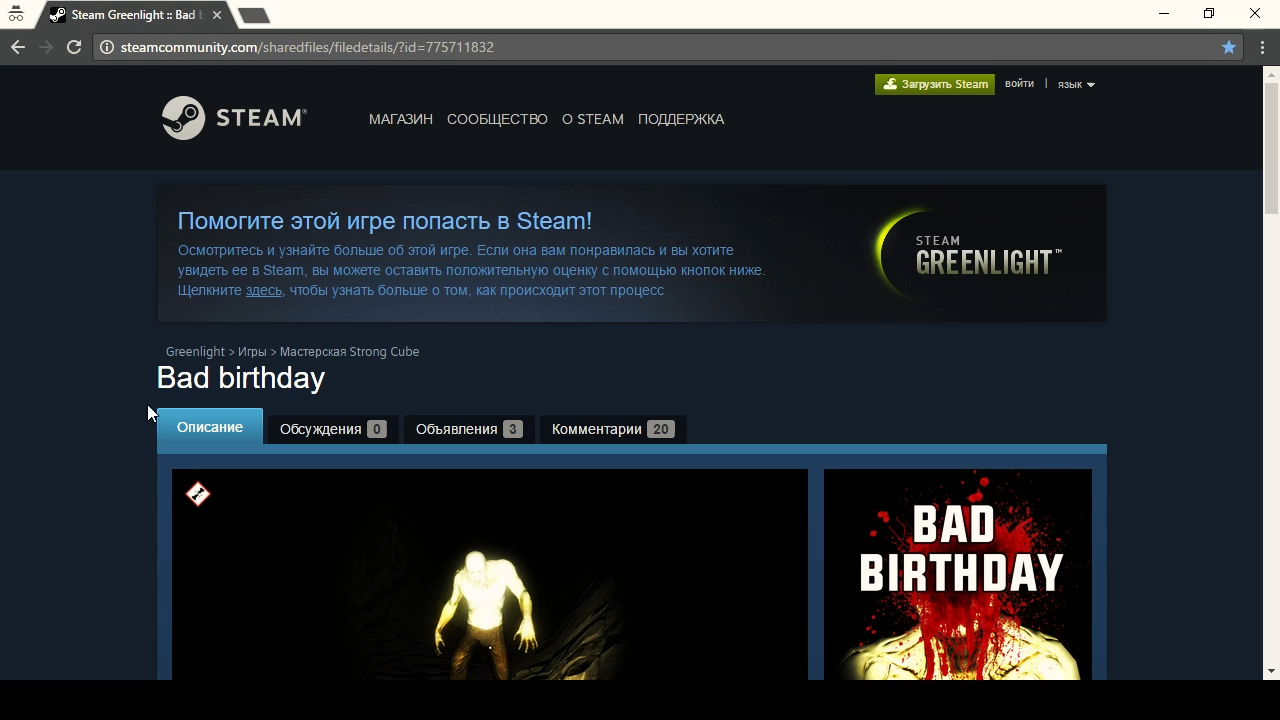 Steam Greenlight :: Bad b
steamcommunity.com/sharedfiles/filedetails/?id=775711832
Загрузить Steam войти | язык
STEAM®
МАГАЗИН СООБЩЕСТВО О STEAM ПОДДЕРЖКА
Помогите этой игре попасть в Steam!
Осмотритесь и узнайте больше об этой игре. Если она вам понравилась и вы хотите
увидеть ее в Steam, вы можете оставить положительную оценку с помощью кнопок ниже.
Щелкните здесь, чтобы узнать больше о том, как происходит этот процесс
STEAM
GREENLIGHT™
Greenlight > Игры > Мастерская Strong Cube
Bad birthday
Описание Обсуждения 0 Объявления 3 Комментарии 20
BAD
BIRTHDAY